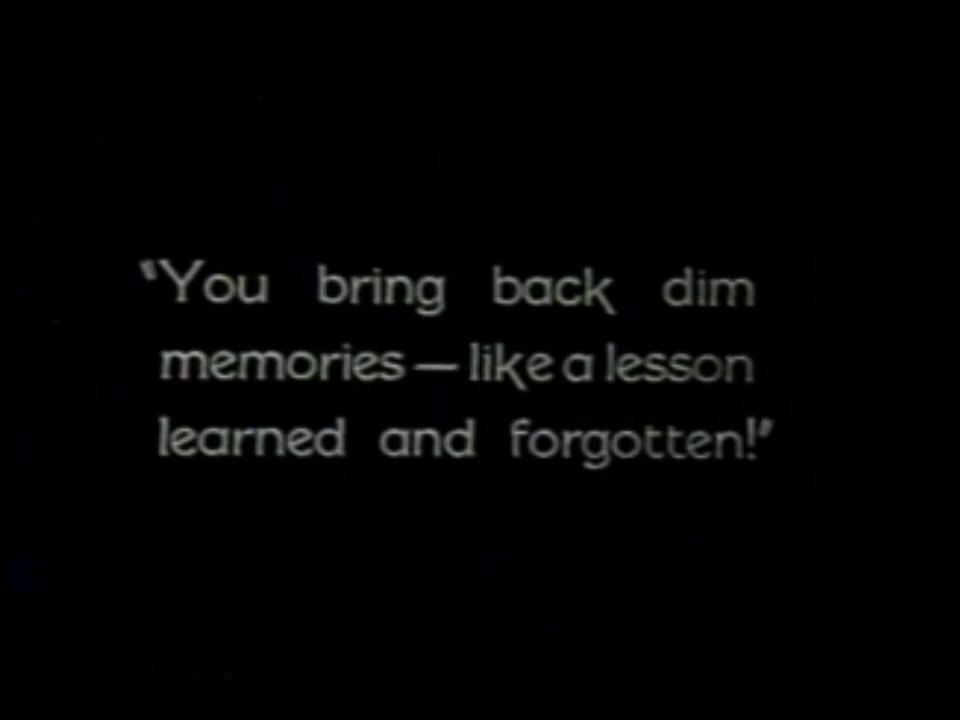 "You bring back dim
memories — like a lesson
learned and forgotten!"